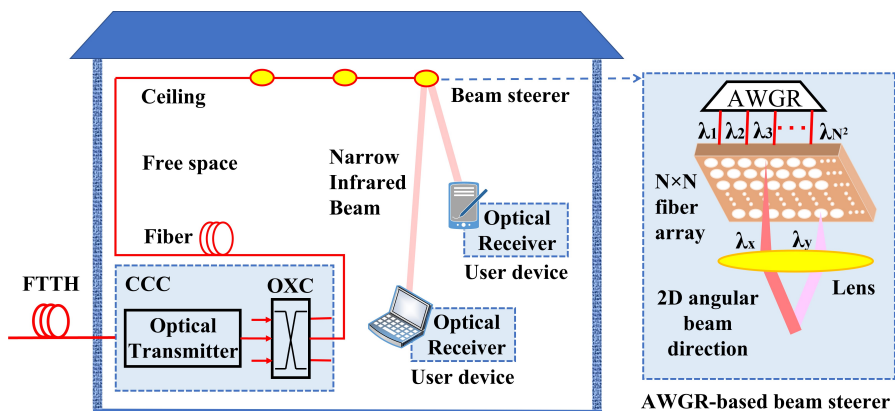 Ceiling
Beam steerer
Free space
Narrow
Infrared
Beam
Fiber
Optical
Receiver
User device
FTTH
CCC
OXC
Optical
Transmitter
Optical
Receiver
User device
AWGR
λ1 λ2 λ3 ··· λN²
N×N
fiber
array
λx λy
Lens
2D angular
beam
direction
AWGR-based beam steerer